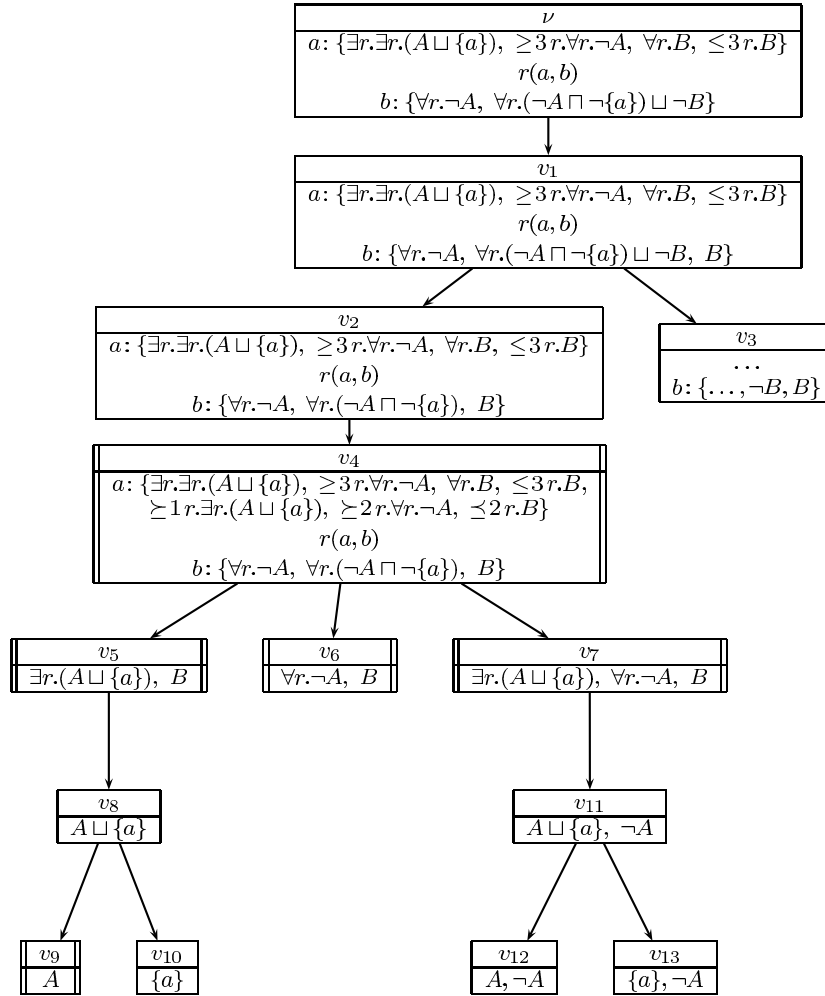 ν
a: {∃r.∃r.(A ⊔ {a}), ≥3 r.∀r.¬A, ∀r.B, ≤3 r.B}
r(a, b)
b: {∀r.¬A, ∀r.(¬A ⊓ ¬{a}) ⊔ ¬B}
v₁
a: {∃r.∃r.(A ⊔ {a}), ≥3 r.∀r.¬A, ∀r.B, ≤3 r.B}
r(a, b)
b: {∀r.¬A, ∀r.(¬A ⊓ ¬{a}) ⊔ ¬B, B}
v₂
a: {∃r.∃r.(A ⊔ {a}), ≥3 r.∀r.¬A, ∀r.B, ≤3 r.B}
r(a, b)
b: {∀r.¬A, ∀r.(¬A ⊓ ¬{a}), B}
v₃
...
b: {..., ¬B, B}
v₄
a: {∃r.∃r.(A ⊔ {a}), ≥3 r.∀r.¬A, ∀r.B, ≤3 r.B,
⪰1 r.∃r.(A ⊔ {a}), ⪰2 r.∀r.¬A, ⪯2 r.B}
r(a, b)
b: {∀r.¬A, ∀r.(¬A ⊓ ¬{a}), B}
v₅
∃r.(A ⊔ {a}), B
v₆
∀r.¬A, B
v₇
∃r.(A ⊔ {a}), ∀r.¬A, B
v₈
A ⊔ {a}
v₁₁
A ⊔ {a}, ¬A
v₉
A
v₁₀
{a}
v₁₂
A, ¬A
v₁₃
{a}, ¬A